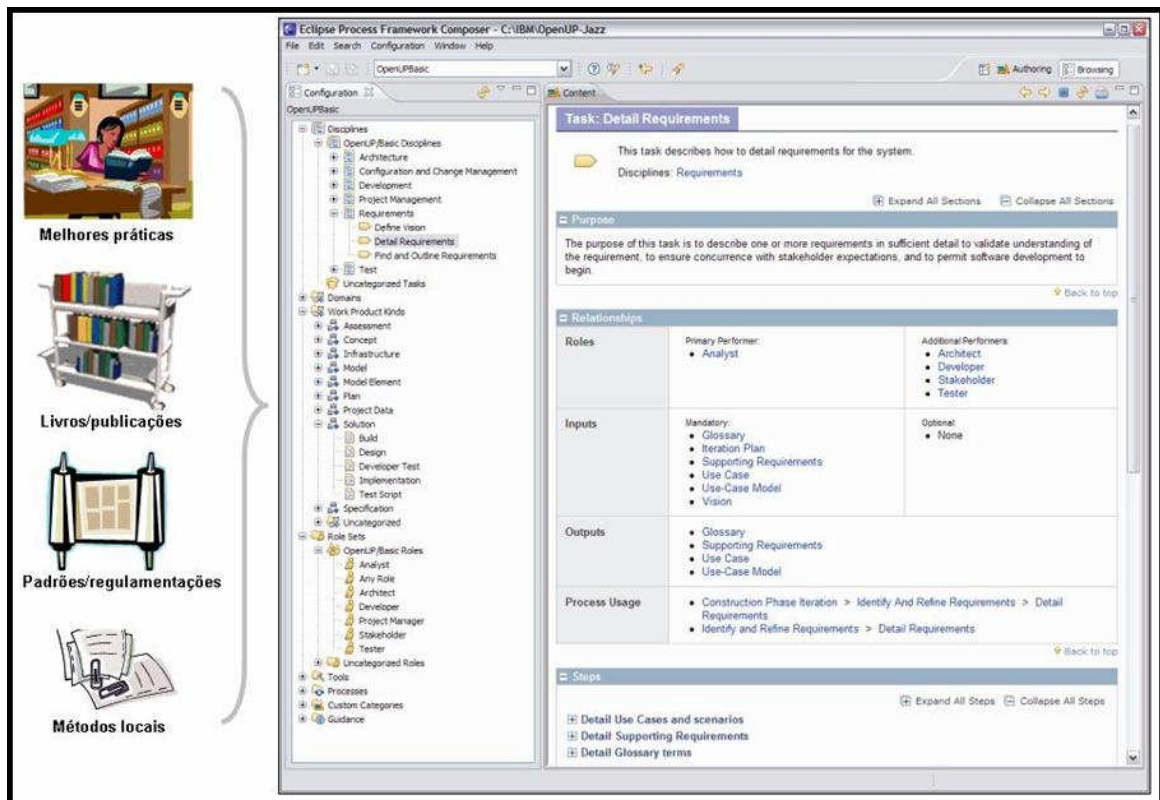 Melhores práticas
Livros/publicações
Padrões/regulamentações
Métodos locais
Eclipse Process Framework Composer - C:\IBM\OpenUP-Jazz
File Edit Search Configuration Window Help
OpenUPBasic
Authoring
Browsing
Configuration
OpenUPBasic
Disciplines
OpenUP/Basic Disciplines
Architecture
Configuration and Change Management
Development
Project Management
Requirements
Define Vision
Detail Requirements
Find and Outline Requirements
Test
Uncategorized Tasks
Domains
Work Product Kinds
Assessment
Concept
Infrastructure
Model
Model Element
Plan
Project Data
Solution
Build
Design
Developer Test
Implementation
Test Script
Specification
Uncategorized
Role Sets
OpenUP/Basic Roles
Analyst
Any Role
Architect
Developer
Project Manager
Stakeholder
Tester
Uncategorized Roles
Tools
Processes
Custom Categories
Guidance
Content
Task: Detail Requirements
This task describes how to detail requirements for the system.
Disciplines: Requirements
Expand All Sections Collapse All Sections
Purpose
The purpose of this task is to describe one or more requirements in sufficient detail to validate understanding of
the requirement, to ensure concurrence with stakeholder expectations, and to permit software development to
begin.
Back to top
Relationships
Roles
Primary Performer:
Analyst
Additional Performers:
Architect
Developer
Stakeholder
Tester
Inputs
Mandatory:
Glossary
Iteration Plan
Supporting Requirements
Use Case
Use-Case Model
Vision
Optional:
None
Outputs
Glossary
Supporting Requirements
Use Case
Use-Case Model
Process Usage
Construction Phase Iteration > Identify And Refine Requirements > Detail
Requirements
Identify and Refine Requirements > Detail Requirements
Back to top
Steps
Expand All Steps Collapse All Steps
Detail Use Cases and scenarios
Detail Supporting Requirements
Detail Glossary terms